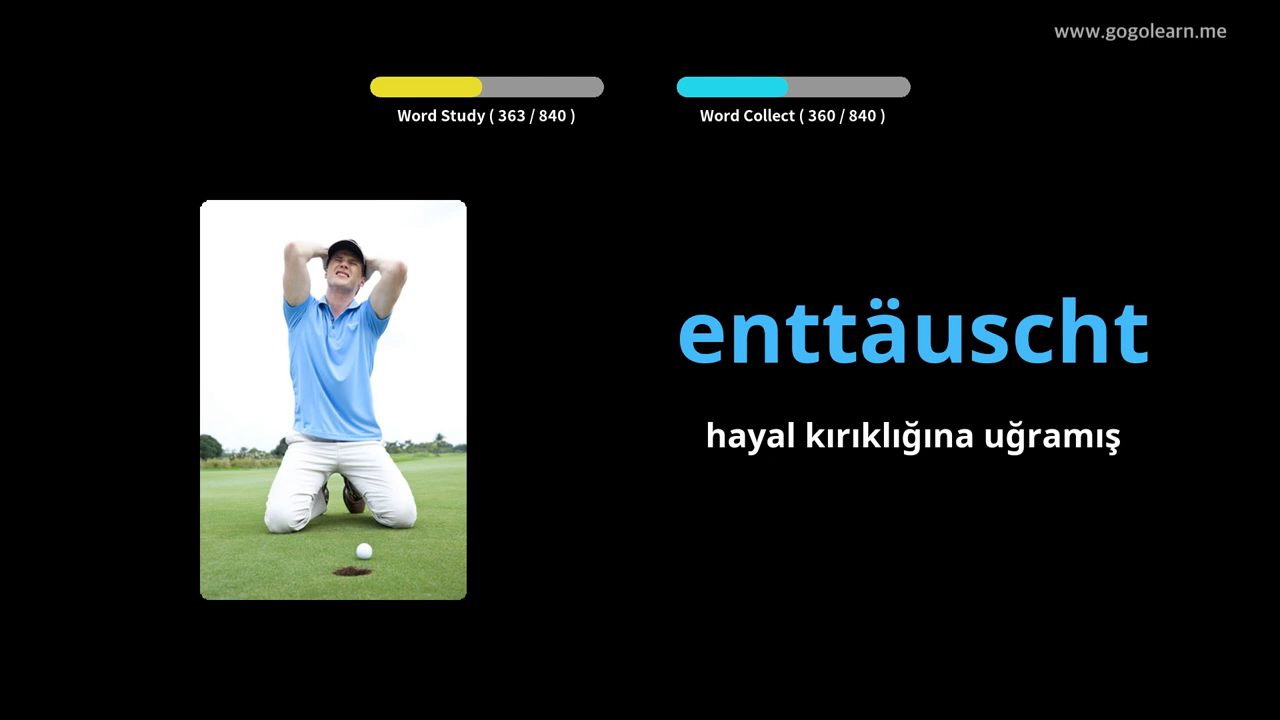 www.gogolearn.me
Word Study ( 363 / 840 )
Word Collect ( 360 / 840 )
enttäuscht
hayal kırıklığına uğramış